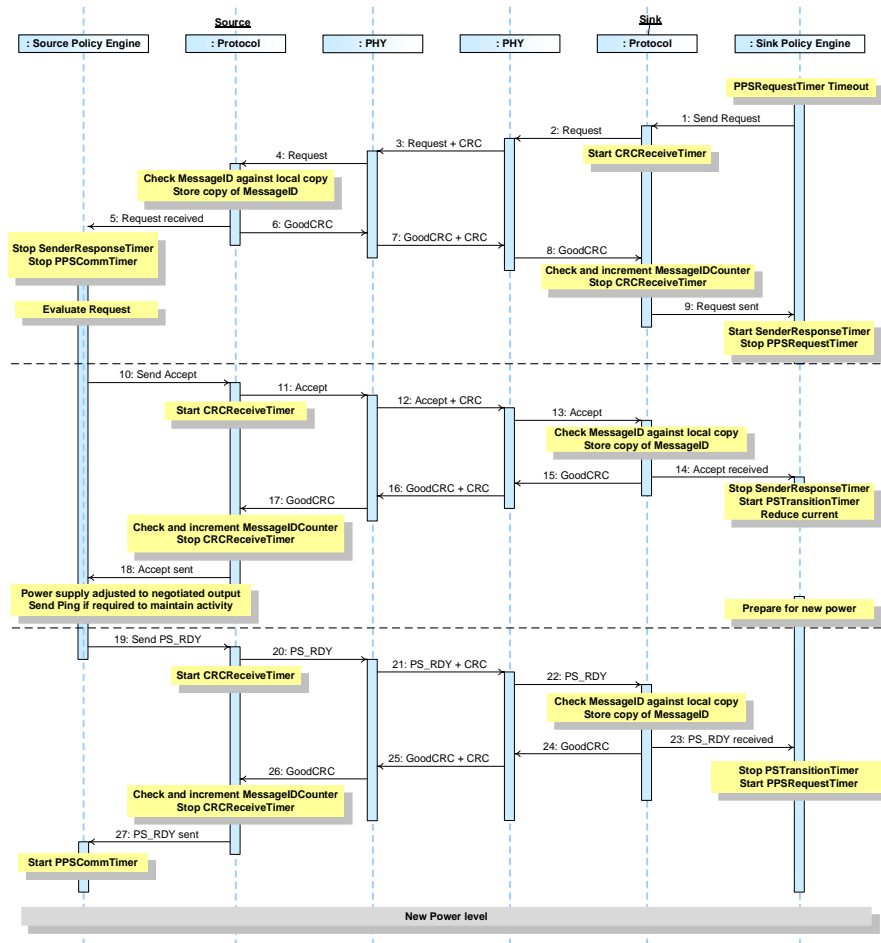 Source
Sink
: Source Policy Engine
: Protocol
: PHY
: PHY
: Protocol
: Sink Policy Engine
PPSRequestTimer Timeout
1: Send Request
2: Request
Start CRCReceiveTimer
3: Request + CRC
4: Request
Check MessageID against local copy
Store copy of MessageID
5: Request received
6: GoodCRC
Stop SenderResponseTimer
Stop PPSCommTimer
7: GoodCRC + CRC
8: GoodCRC
Check and increment MessageIDCounter
Stop CRCReceiveTimer
Evaluate Request
9: Request sent
Start SenderResponseTimer
Stop PPSRequestTimer
10: Send Accept
11: Accept
Start CRCReceiveTimer
12: Accept + CRC
13: Accept
Check MessageID against local copy
Store copy of MessageID
14: Accept received
15: GoodCRC
Stop SenderResponseTimer
Start PSTransitionTimer
Reduce current
16: GoodCRC + CRC
17: GoodCRC
Check and increment MessageIDCounter
Stop CRCReceiveTimer
18: Accept sent
Power supply adjusted to negotiated output
Send Ping if required to maintain activity
Prepare for new power
19: Send PS_RDY
20: PS_RDY
Start CRCReceiveTimer
21: PS_RDY + CRC
22: PS_RDY
Check MessageID against local copy
Store copy of MessageID
23: PS_RDY received
24: GoodCRC
25: GoodCRC + CRC
26: GoodCRC
Stop PSTransitionTimer
Start PPSRequestTimer
Check and increment MessageIDCounter
Stop CRCReceiveTimer
27: PS_RDY sent
Start PPSCommTimer
New Power level